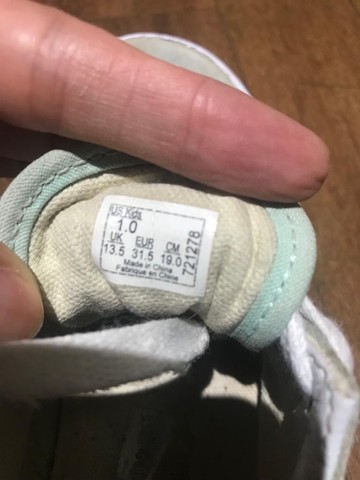 US Kids
1.0
UK EUR CM
13.5 31.5 19.0
Made in China
Fabrique en Chine
721278